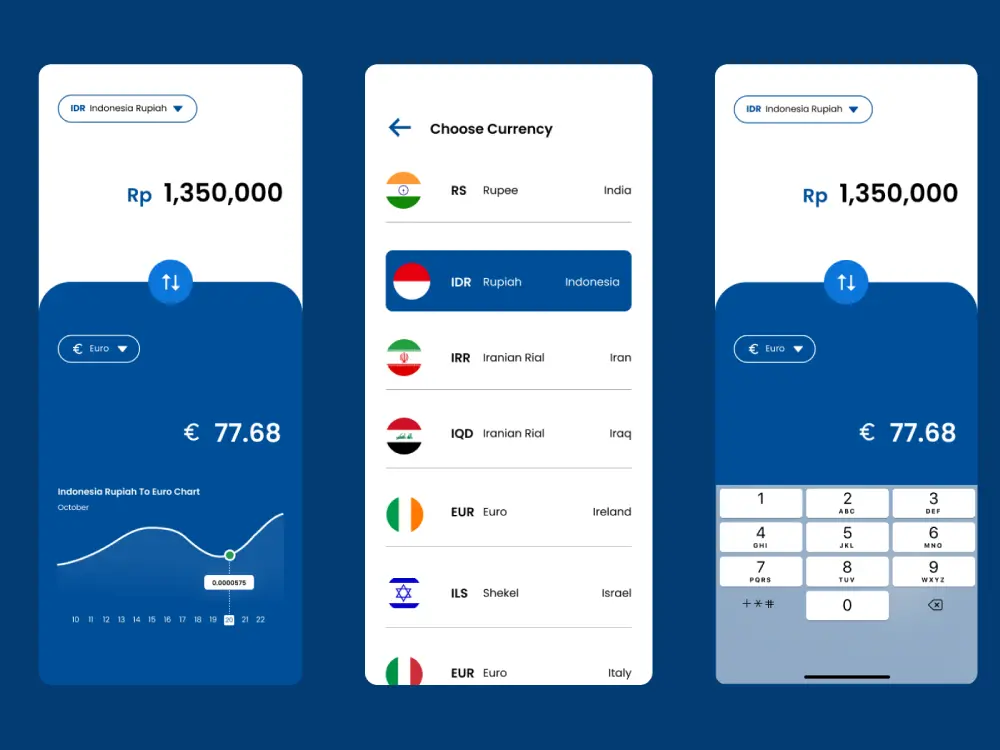 IDR Indonesia Rupiah
Rp 1,350,000
€ Euro
€ 77.68
Indonesia Rupiah To Euro Chart
October
0.0000575
10 11 12 13 14 15 16 17 18 19 20 21 22
Choose Currency
RS Rupee India
IDR Rupiah Indonesia
IRR Iranian Rial Iran
IQD Iranian Rial Iraq
EUR Euro Ireland
ILS Shekel Israel
EUR Euro Italy
IDR Indonesia Rupiah
Rp 1,350,000
€ Euro
€ 77.68
1 2 3
ABC DEF
4 5 6
GHI JKL MNO
7 8 9
PQRS TUV WXYZ
+*# 0